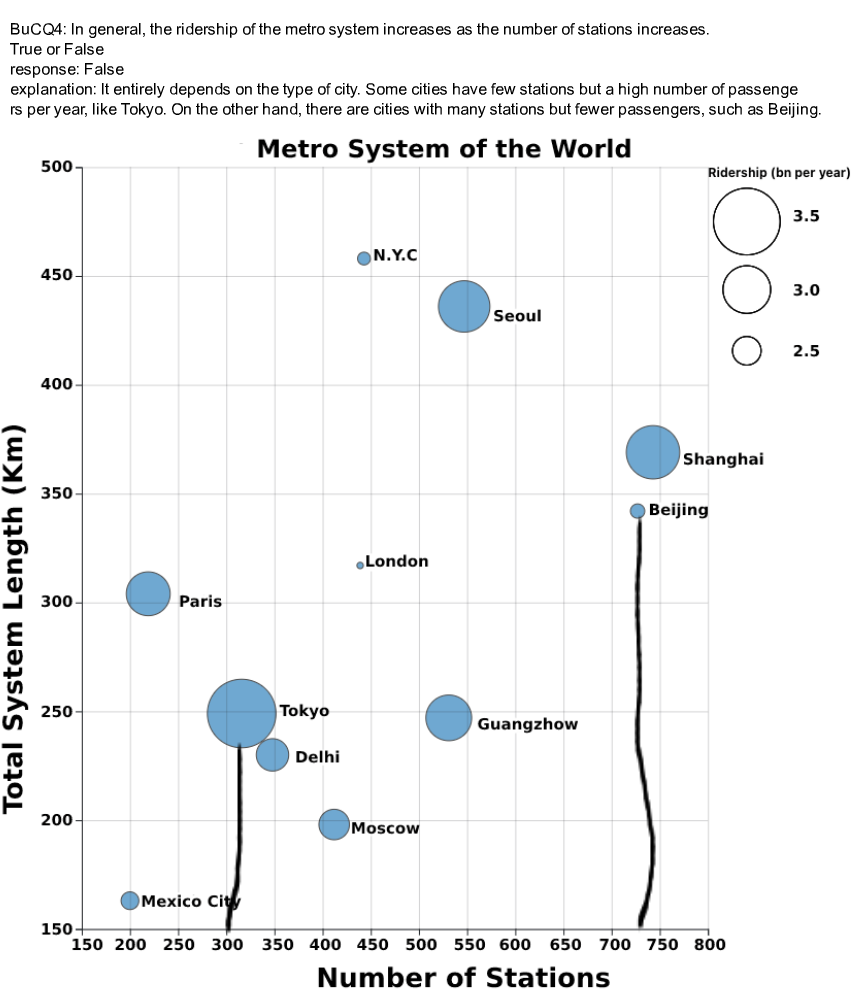 BuCQ4: In general, the ridership of the metro system increases as the number of stations increases.
True or False
response: False
explanation: It entirely depends on the type of city. Some cities have few stations but a high number of passenge
rs per year, like Tokyo. On the other hand, there are cities with many stations but fewer passengers, such as Beijing.
Metro System of the World
Ridership (bn per year)
3.5
3.0
2.5
500
450
400
350
300
250
200
150
Total System Length (Km)
N.Y.C
Seoul
Shanghai
Beijing
London
Paris
Tokyo
Guangzhow
Delhi
Moscow
Mexico City
150 200 250 300 350 400 450 500 550 600 650 700 750 800
Number of Stations